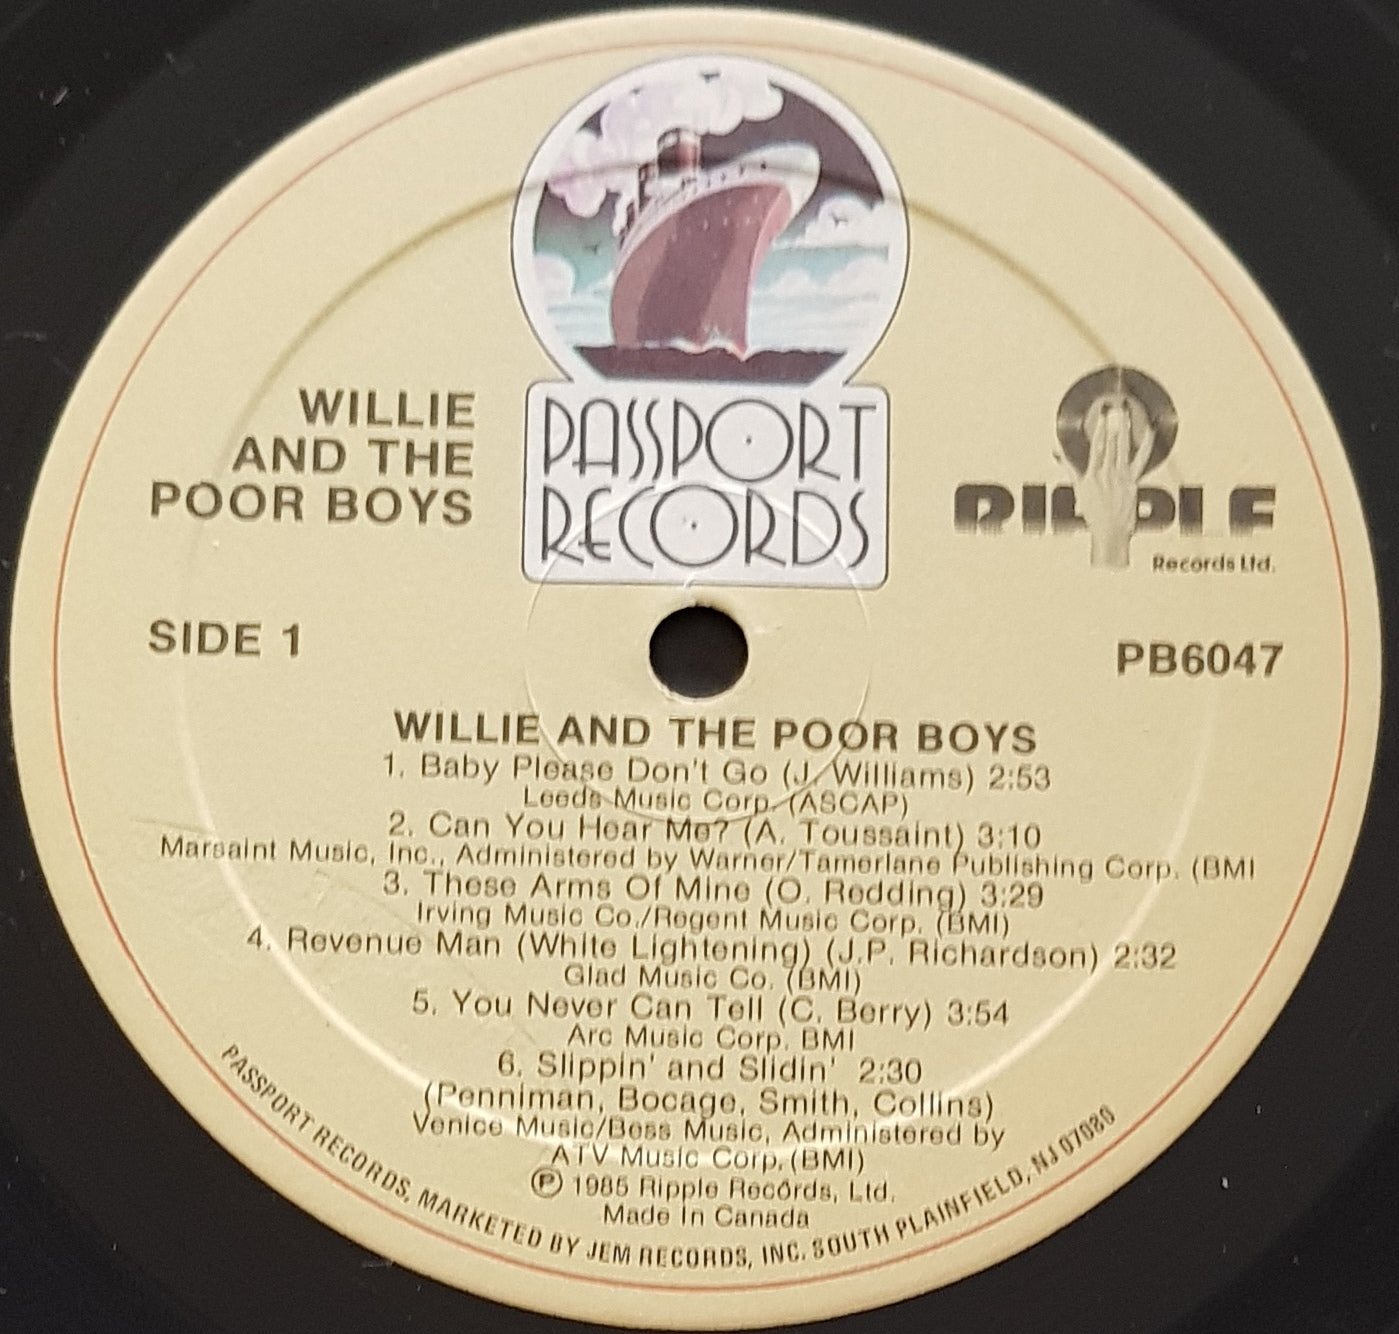 PASSPORT
RECORDS
WILLIE
AND THE
POOR BOYS
RIPPLE
Records Ltd.
SIDE 1
PB6047
WILLIE AND THE POOR BOYS
1. Baby Please Don't Go (J. Williams) 2:53
Leeds Music Corp. (ASCAP)
2. Can You Hear Me? (A. Toussaint) 3:10
Marsaint Music, Inc., Administered by Warner/Tamerlane Publishing Corp. (BMI
3. These Arms Of Mine (O. Redding) 3:29
Irving Music Co./Regent Music Corp. (BMI)
4. Revenue Man (White Lightening) (J.P. Richardson) 2:32
Glad Music Co. (BMI)
5. You Never Can Tell (C. Berry) 3:54
Arc Music Corp. BMI
6. Slippin' and Slidin' 2:30
(Penniman, Bocage, Smith, Collins)
Venice Music/Bess Music, Administered by
ATV Music Corp. (BMI)
℗ 1985 Ripple Records, Ltd.
Made In Canada
PASSPORT RECORDS, MARKETED BY JEM RECORDS, INC. SOUTH PLAINFIELD, NJ 07080